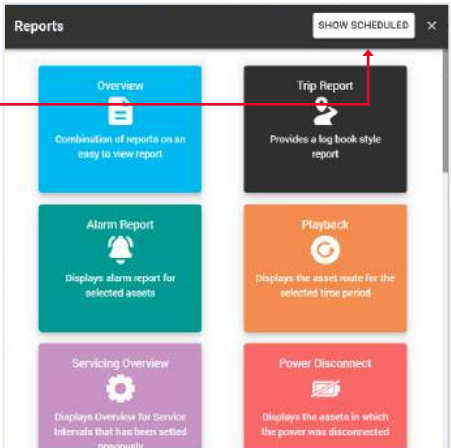 Reports
SHOW SCHEDULED
Overview
Combination of reports on an
easy to view report
Trip Report
Provides a log book style
report
Alarm Report
Displays alarm report for
selected assets
Playback
Displays the asset route for the
selected time period
Servicing Overview
Displays Overview for Service
Intervals that has been setted
previously
Power Disconnect
Displays the assets in which
the power was disconnected